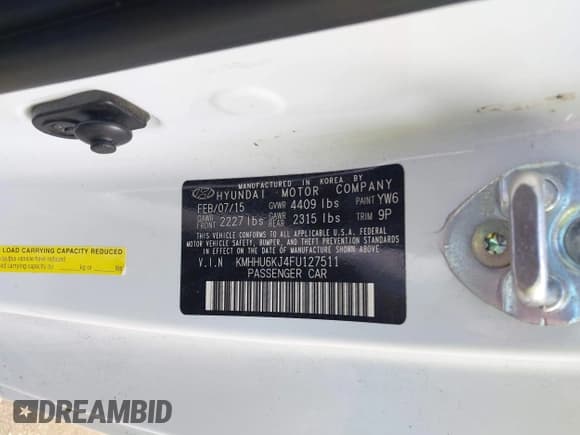 MANUFACTURED IN KOREA BY
HYUNDAI MOTOR COMPANY
FEB/07/15 GVWR 4409 lbs PAINT YW6
GAWR FRONT 2227 lbs GAWR REAR 2315 lbs TRIM 9P
THIS VEHICLE CONFORMS TO ALL APPLICABLE U.S. FEDERAL
MOTOR VEHICLE SAFETY, BUMPER, AND THEFT PREVENTION
STANDARDS IN EFFECT ON THE DATE OF MANUFACTURE SHOWN ABOVE.
V.I.N KMHHU6KJ4FU127511
PASSENGER CAR
LOAD CARRYING CAPACITY REDUCED
kg or lbs
DREAMBID